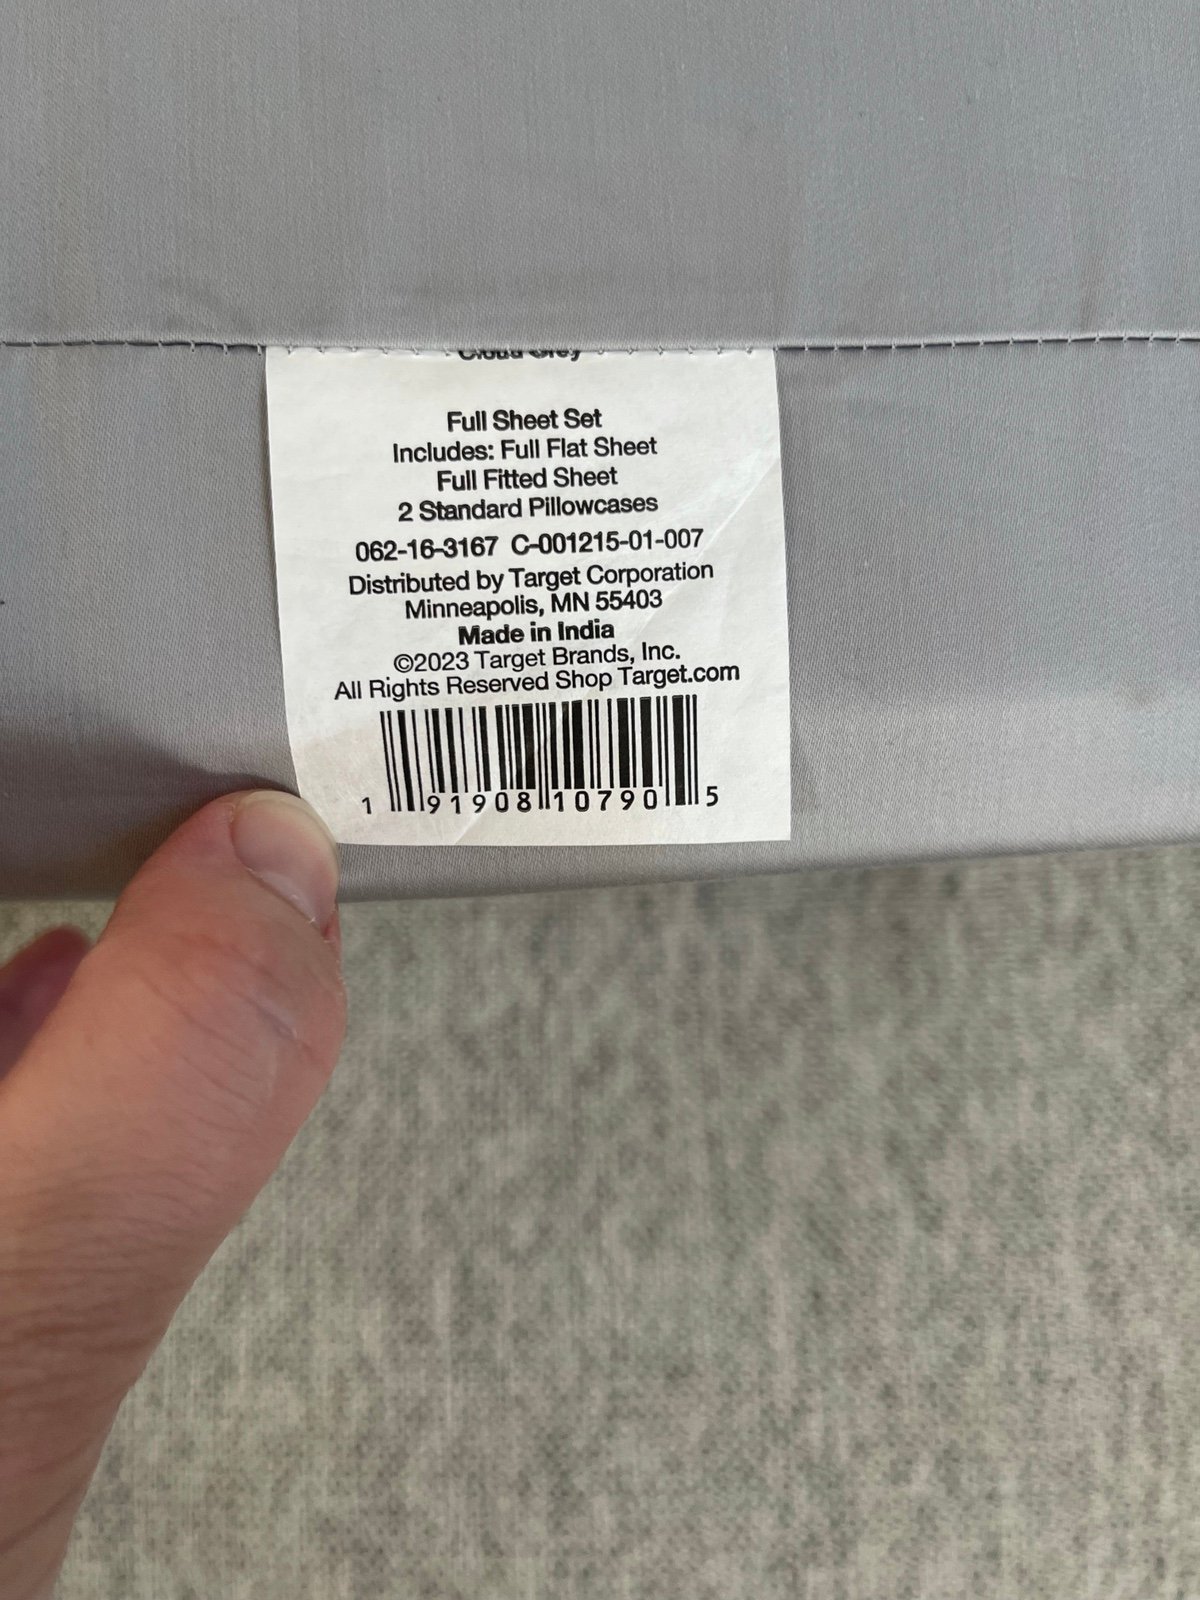 Cloud Grey
Full Sheet Set
Includes: Full Flat Sheet
Full Fitted Sheet
2 Standard Pillowcases
062-16-3167 C-001215-01-007
Distributed by Target Corporation
Minneapolis, MN 55403
Made in India
©2023 Target Brands, Inc.
All Rights Reserved Shop Target.com
1 91908 10790 5